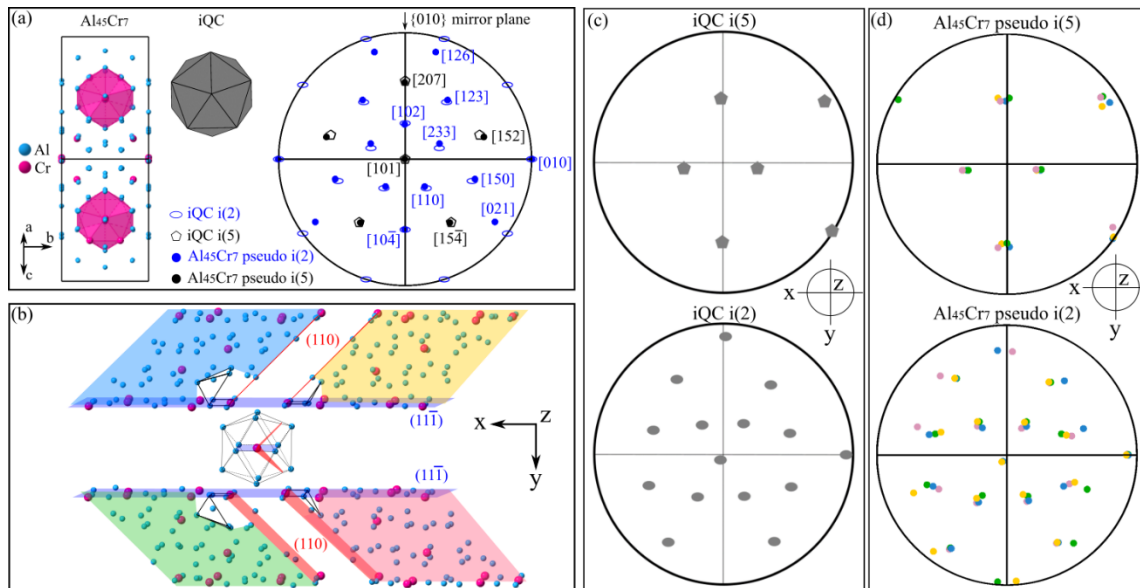 (a)
Al45Cr7
iQC
{010} mirror plane
Al
Cr
a
b
c
iQC i(2)
iQC i(5)
Al45Cr7 pseudo i(2)
Al45Cr7 pseudo i(5)
[126]
[207]
[123]
[102]
[233]
[152]
[101]
[010]
[150]
[110]
[021]
[104̄]
[154̄]
(b)
(110)
(111̄)
x
z
y
(111̄)
(110)
(c)
iQC i(5)
x
z
y
iQC i(2)
(d)
Al45Cr7 pseudo i(5)
x
z
y
Al45Cr7 pseudo i(2)